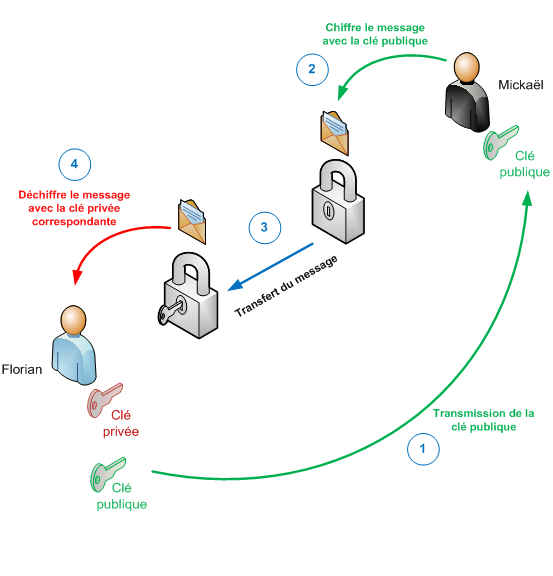 Chiffre le message
avec la clé publique
2
Mickaël
Clé
publique
4
Déchiffre le message
avec la clé privée
correspondante
3
Transfert du message
Florian
Clé
privée
Transmission de la
clé publique
1
Clé
publique